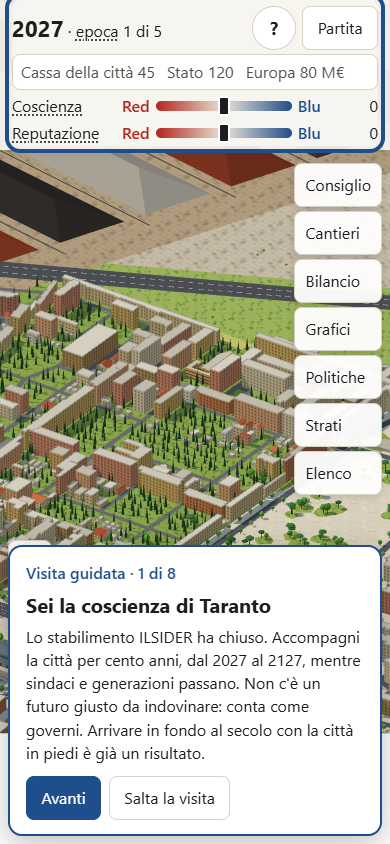 2027 · epoca 1 di 5
?
Partita
Cassa della città 45 Stato 120 Europa 80 M€
Coscienza Red Blu 0
Reputazione Red Blu 0
Consiglio
Cantieri
Bilancio
Grafici
Politiche
Strati
Elenco
Visita guidata · 1 di 8
Sei la coscienza di Taranto
Lo stabilimento ILSIDER ha chiuso. Accompagni
la città per cento anni, dal 2027 al 2127, mentre
sindaci e generazioni passano. Non c'è un
futuro giusto da indovinare: conta come
governi. Arrivare in fondo al secolo con la città
in piedi è già un risultato.
Avanti
Salta la visita